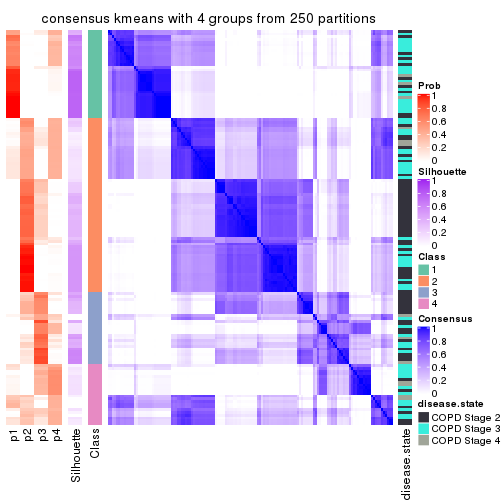 consensus kmeans with 4 groups from 250 partitions
Prob
1
0.8
0.6
0.4
0.2
0
Silhouette
1
0.8
0.6
0.4
0.2
0
Class
1
2
3
4
Consensus
1
0.8
0.6
0.4
0.2
0
disease.state
COPD Stage 2
COPD Stage 3
COPD Stage 4
p1
p2
p3
p4
Silhouette
Class
disease.state